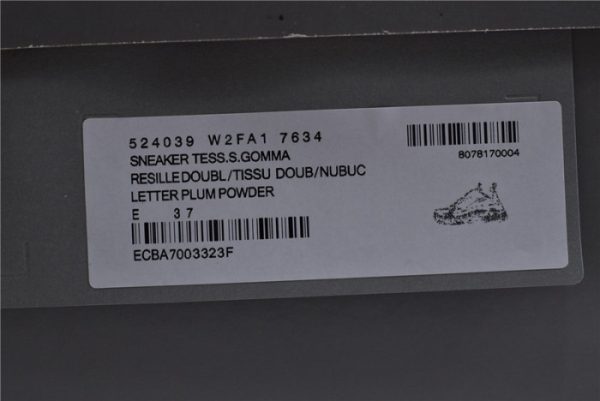 524039 W2FA1 7634
SNEAKER TESS.S.GOMMA
RESILLE DOUBL/TISSU DOUB/NUBUC
LETTER PLUM POWDER
E 37
ECBA7003323F
8078170004